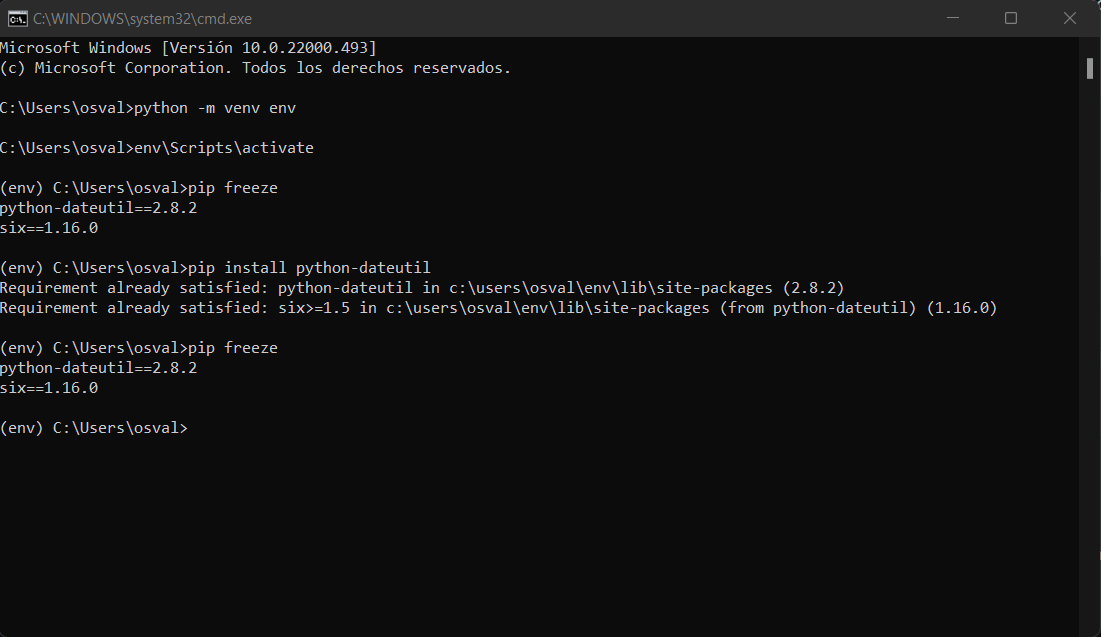 C:\WINDOWS\system32\cmd.exe
Microsoft Windows [Versión 10.0.22000.493]
(c) Microsoft Corporation. Todos los derechos reservados.
C:\Users\osval>python -m venv env
C:\Users\osval>env\Scripts\activate
(env) C:\Users\osval>pip freeze
python-dateutil==2.8.2
six==1.16.0
(env) C:\Users\osval>pip install python-dateutil
Requirement already satisfied: python-dateutil in c:\users\osval\env\lib\site-packages (2.8.2)
Requirement already satisfied: six>=1.5 in c:\users\osval\env\lib\site-packages (from python-dateutil) (1.16.0)
(env) C:\Users\osval>pip freeze
python-dateutil==2.8.2
six==1.16.0
(env) C:\Users\osval>